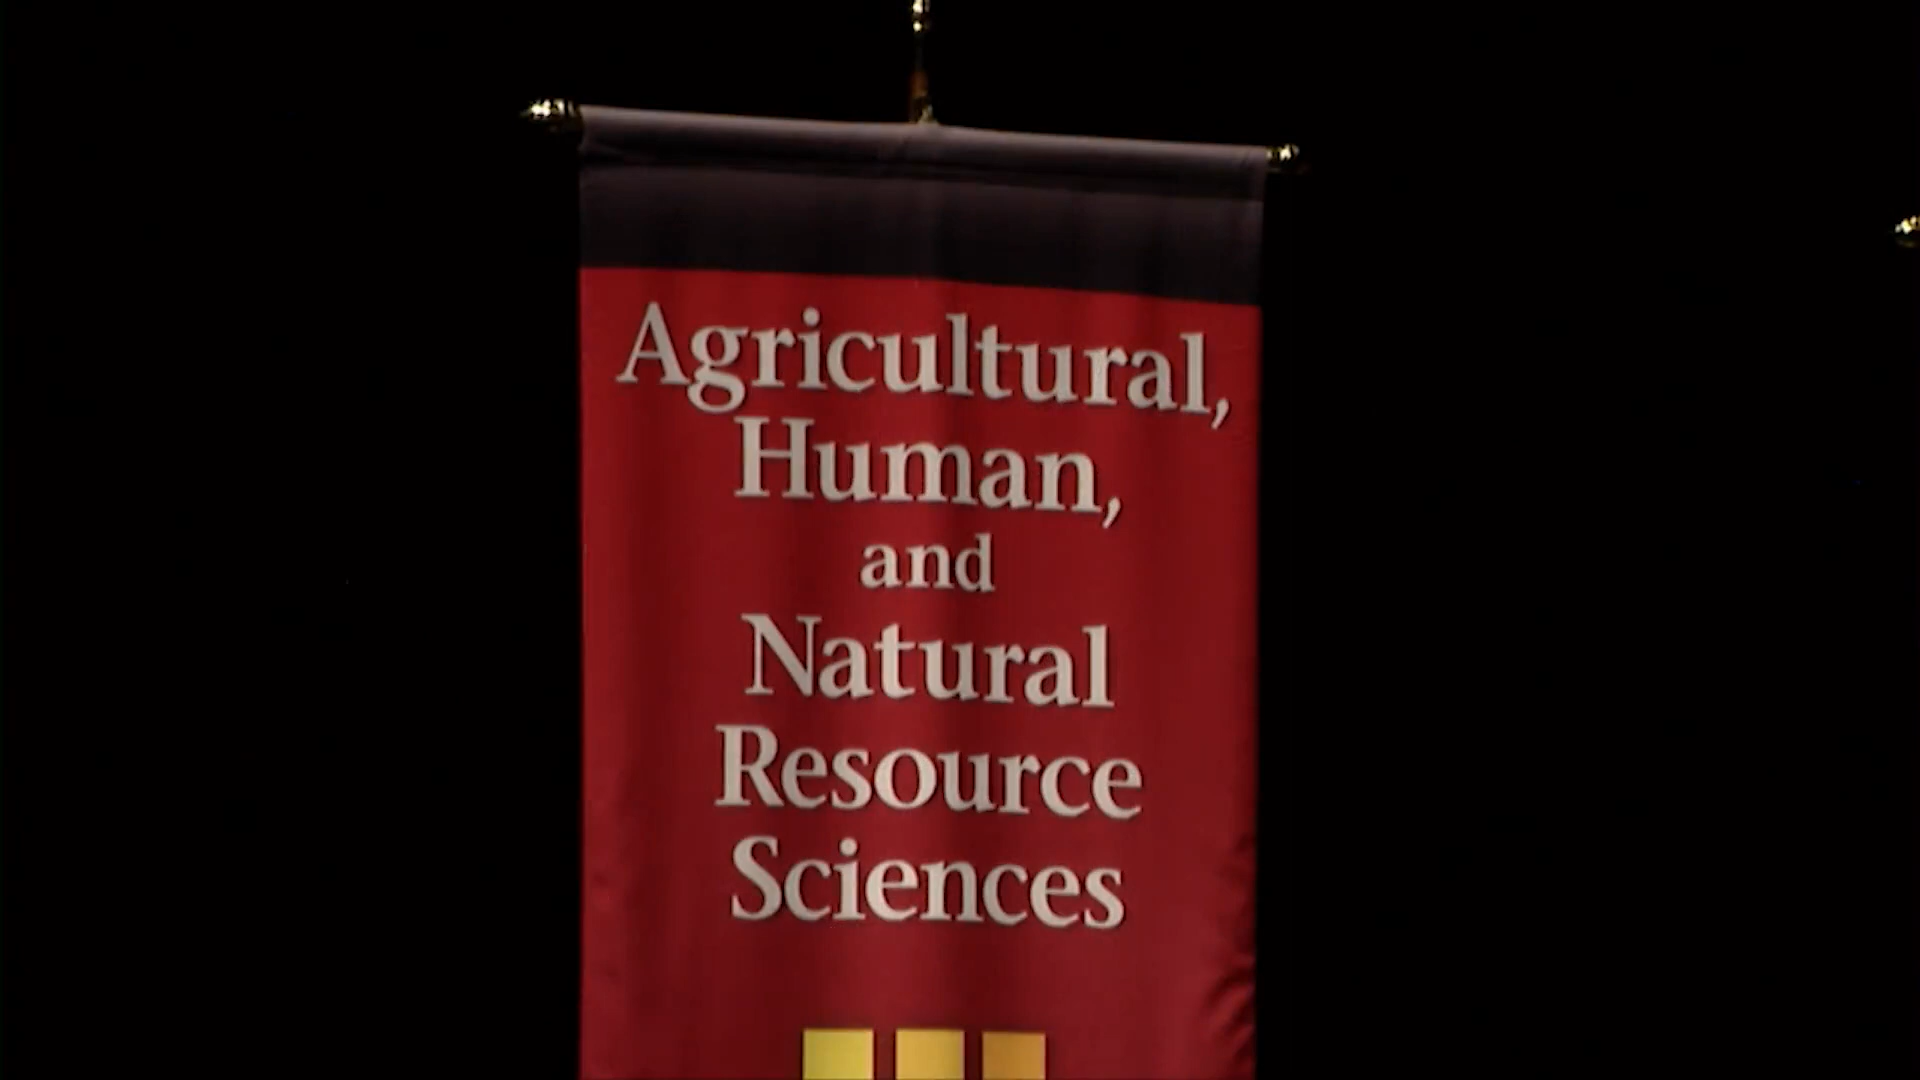 Agricultural,
Human,
and
Natural
Resource
Sciences